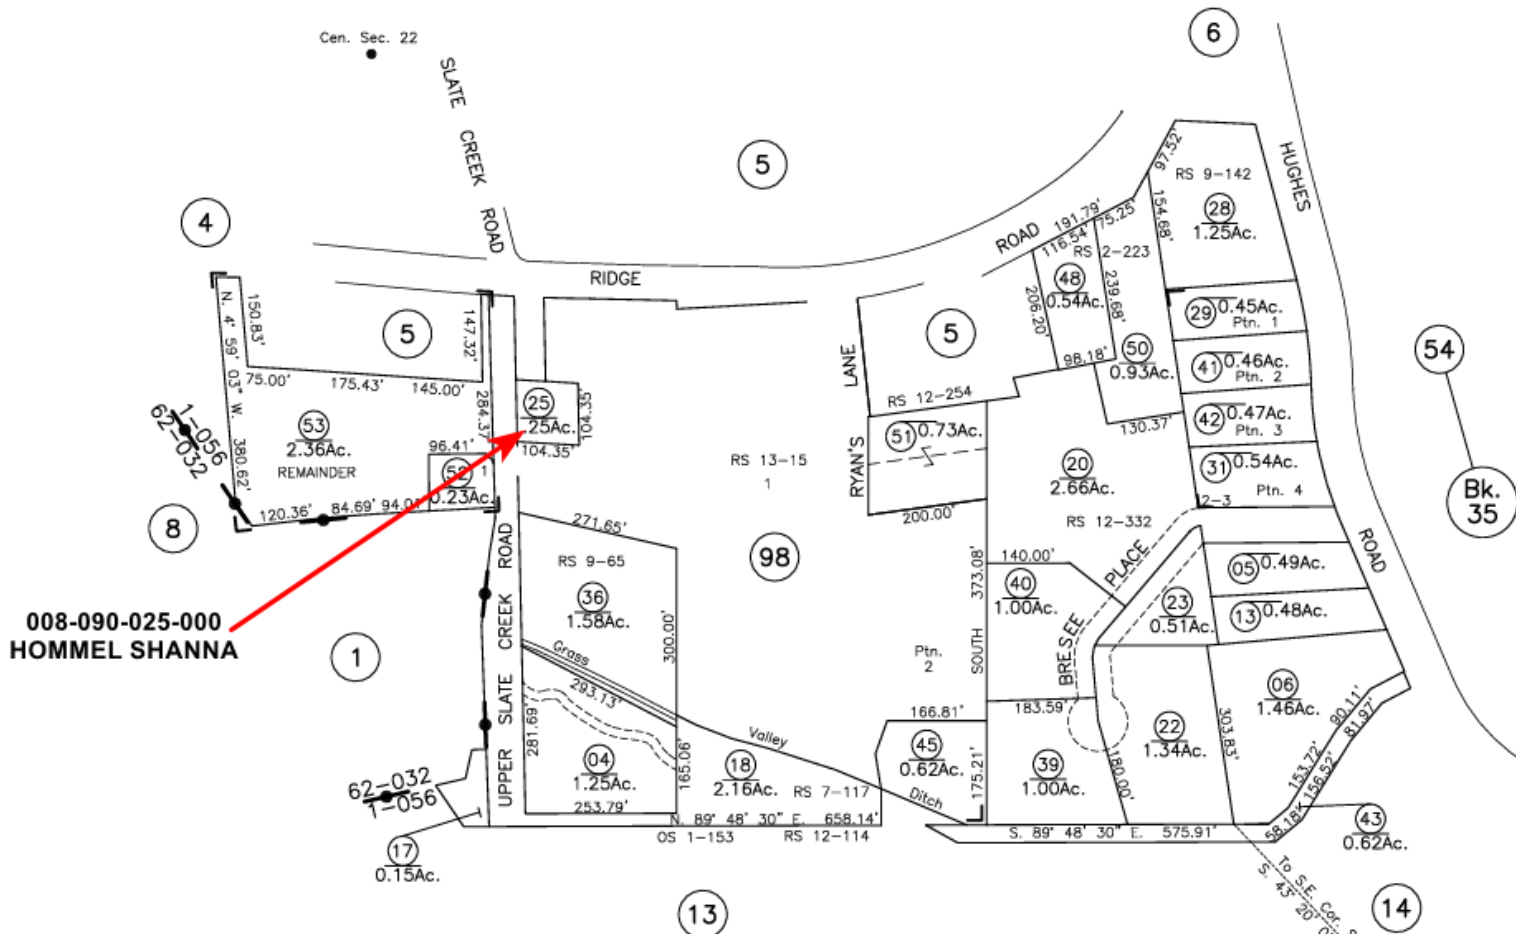 Cen. Sec. 22
SLATE CREEK ROAD
6
5
4
HUGHES
ROAD
RIDGE
ROAD
97.52'
RS 9-142
28
1.25Ac.
154.68'
191.79'
116.54'
75.25'
RS 2-223
48
0.54Ac.
206.20'
239.68'
98.18'
50
0.93Ac.
130.37'
29 0.45Ac.
Ptn. 1
41 0.46Ac.
Ptn. 2
42 0.47Ac.
Ptn. 3
31 0.54Ac.
Ptn. 4
2-3
54
Bk.
35
N. 4° 59' 03" W.
380.62'
150.83'
5
147.32'
75.00'
175.43'
145.00'
284.37'
53
2.36Ac.
REMAINDER
1-056
62-032
96.41'
52
1
0.23Ac.
120.36'
84.69'
94.01'
8
25
.25Ac.
104.35'
104.35'
5
LANE
RYAN'S
RS 12-254
51 0.73Ac.
200.00'
RS 13-15
1
98
20
2.66Ac.
RS 12-332
271.65'
RS 9-65
36
1.58Ac.
300.00'
UPPER SLATE CREEK ROAD
008-090-025-000
HOMMEL SHANNA
1
Grass
293.13'
281.69'
04
1.25Ac.
165.06'
253.79'
Valley
Ditch
18
2.16Ac.
RS 7-117
N. 89° 48' 30" E. 658.14'
OS 1-153
RS 12-114
62-032
1-056
17
0.15Ac.
Ptn.
2
SOUTH 373.08'
140.00'
40
1.00Ac.
BRESEE PLACE
23
0.51Ac.
05 0.49Ac.
13 0.48Ac.
183.59'
166.81'
45
0.62Ac.
175.21'
39
1.00Ac.
180.00'
22
1.34Ac.
303.83'
06
1.46Ac.
90.11'
81.97'
153.72'
156.52'
58.18'
43
0.62Ac.
S. 89° 48' 30" E. 575.91'
To S.E. Cor.
S. 43° 20'
13
14